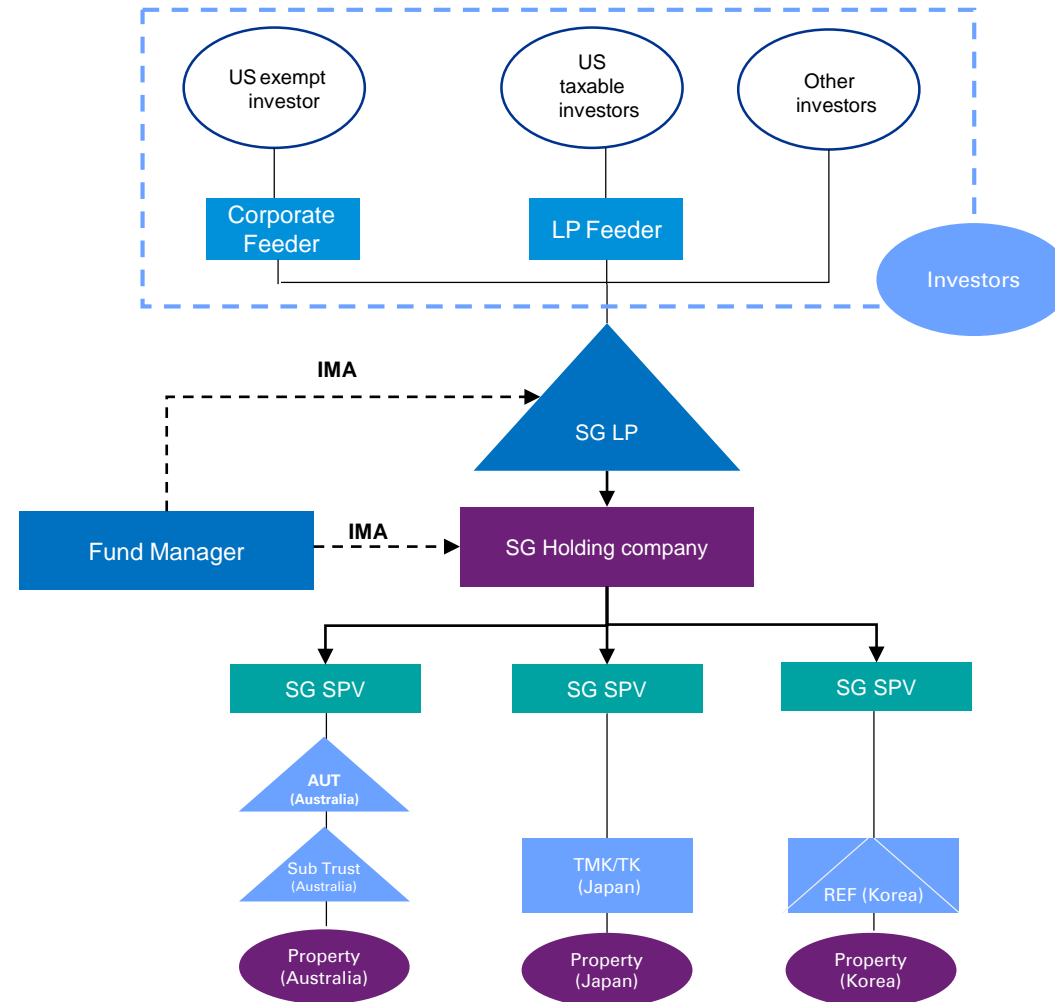 US exempt
investor
US
taxable
investors
Other
investors
Corporate
Feeder
LP Feeder
Investors
IMA
SG LP
Fund Manager
IMA
SG Holding company
SG SPV
SG SPV
SG SPV
AUT
(Australia)
Sub Trust
(Australia)
TMK/TK
(Japan)
REF (Korea)
Property
(Australia)
Property
(Japan)
Property
(Korea)